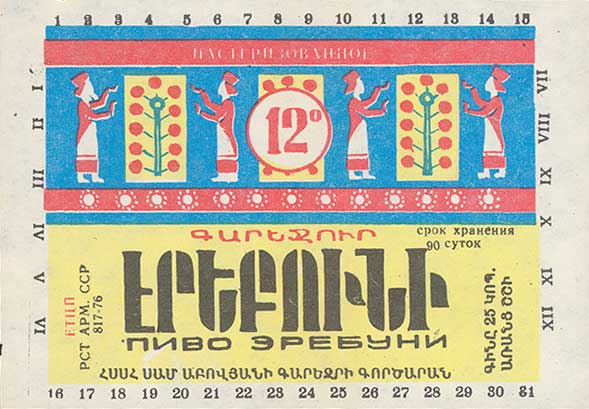 1 2 3 4 5 6 7 8 9 10 11 12 13 14 15
ПАСТЕРИЗОВАННОЕ
I
II
III
IV
V
VI
12°
VII
VIII
XI
X
IX
XII
ԳԱՐԵՋՈՒՐ
срок хранения
90 суток
ԷՐԵԲՈՒՆԻ
ПИВО ЭРЕБУНИ
ЕТЦП
РСТ АРМ. ССР
817-76
ԳԻՆԸ 25 ԿՈՊ.
ԱՌԱՆՑ ՇՇԻ
ՀՍՍՀ ՍԱՄ ԱԲՈՎՅԱՆԻ ԳԱՐԵՋՐԻ ԳՈՐԾԱՐԱՆ
16 17 18 19 20 21 22 23 24 25 26 27 28 29 30 31